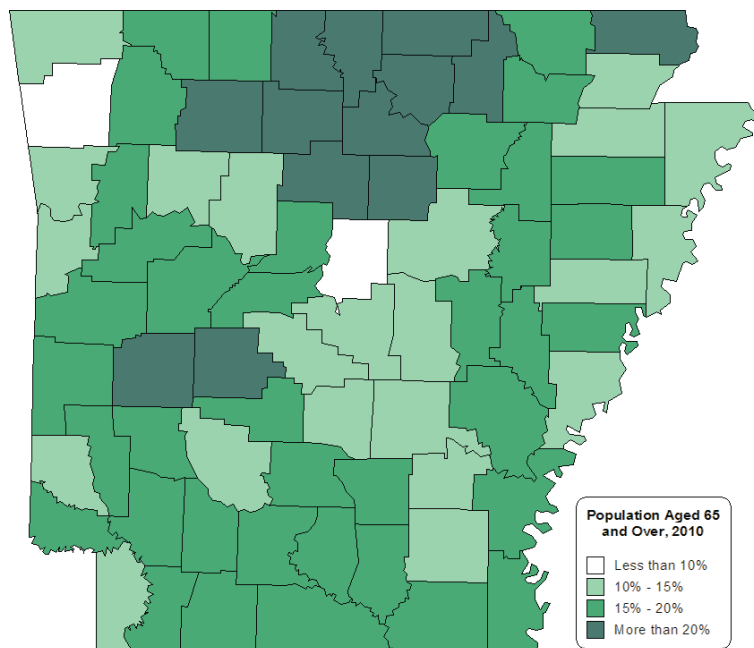 Population Aged 65
and Over, 2010
Less than 10%
10% - 15%
15% - 20%
More than 20%